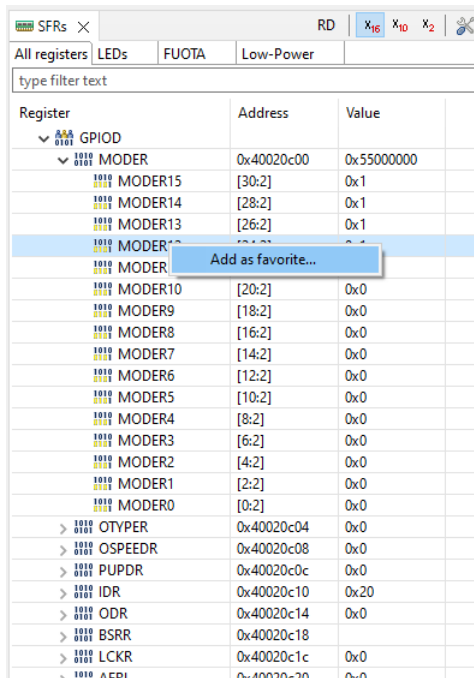 SFRs RD X16 X10 X2
All registers LEDs FUOTA Low-Power
type filter text
Register Address Value
GPIOD
MODER 0x40020c00 0x55000000
MODER15 [30:2] 0x1
MODER14 [28:2] 0x1
MODER13 [26:2] 0x1
Add as favorite...
MODER10 [20:2] 0x0
MODER9 [18:2] 0x0
MODER8 [16:2] 0x0
MODER7 [14:2] 0x0
MODER6 [12:2] 0x0
MODER5 [10:2] 0x0
MODER4 [8:2] 0x0
MODER3 [6:2] 0x0
MODER2 [4:2] 0x0
MODER1 [2:2] 0x0
MODER0 [0:2] 0x0
OTYPER 0x40020c04 0x0
OSPEEDR 0x40020c08 0x0
PUPDR 0x40020c0c 0x0
IDR 0x40020c10 0x20
ODR 0x40020c14 0x0
BSRR 0x40020c18
LCKR 0x40020c1c 0x0